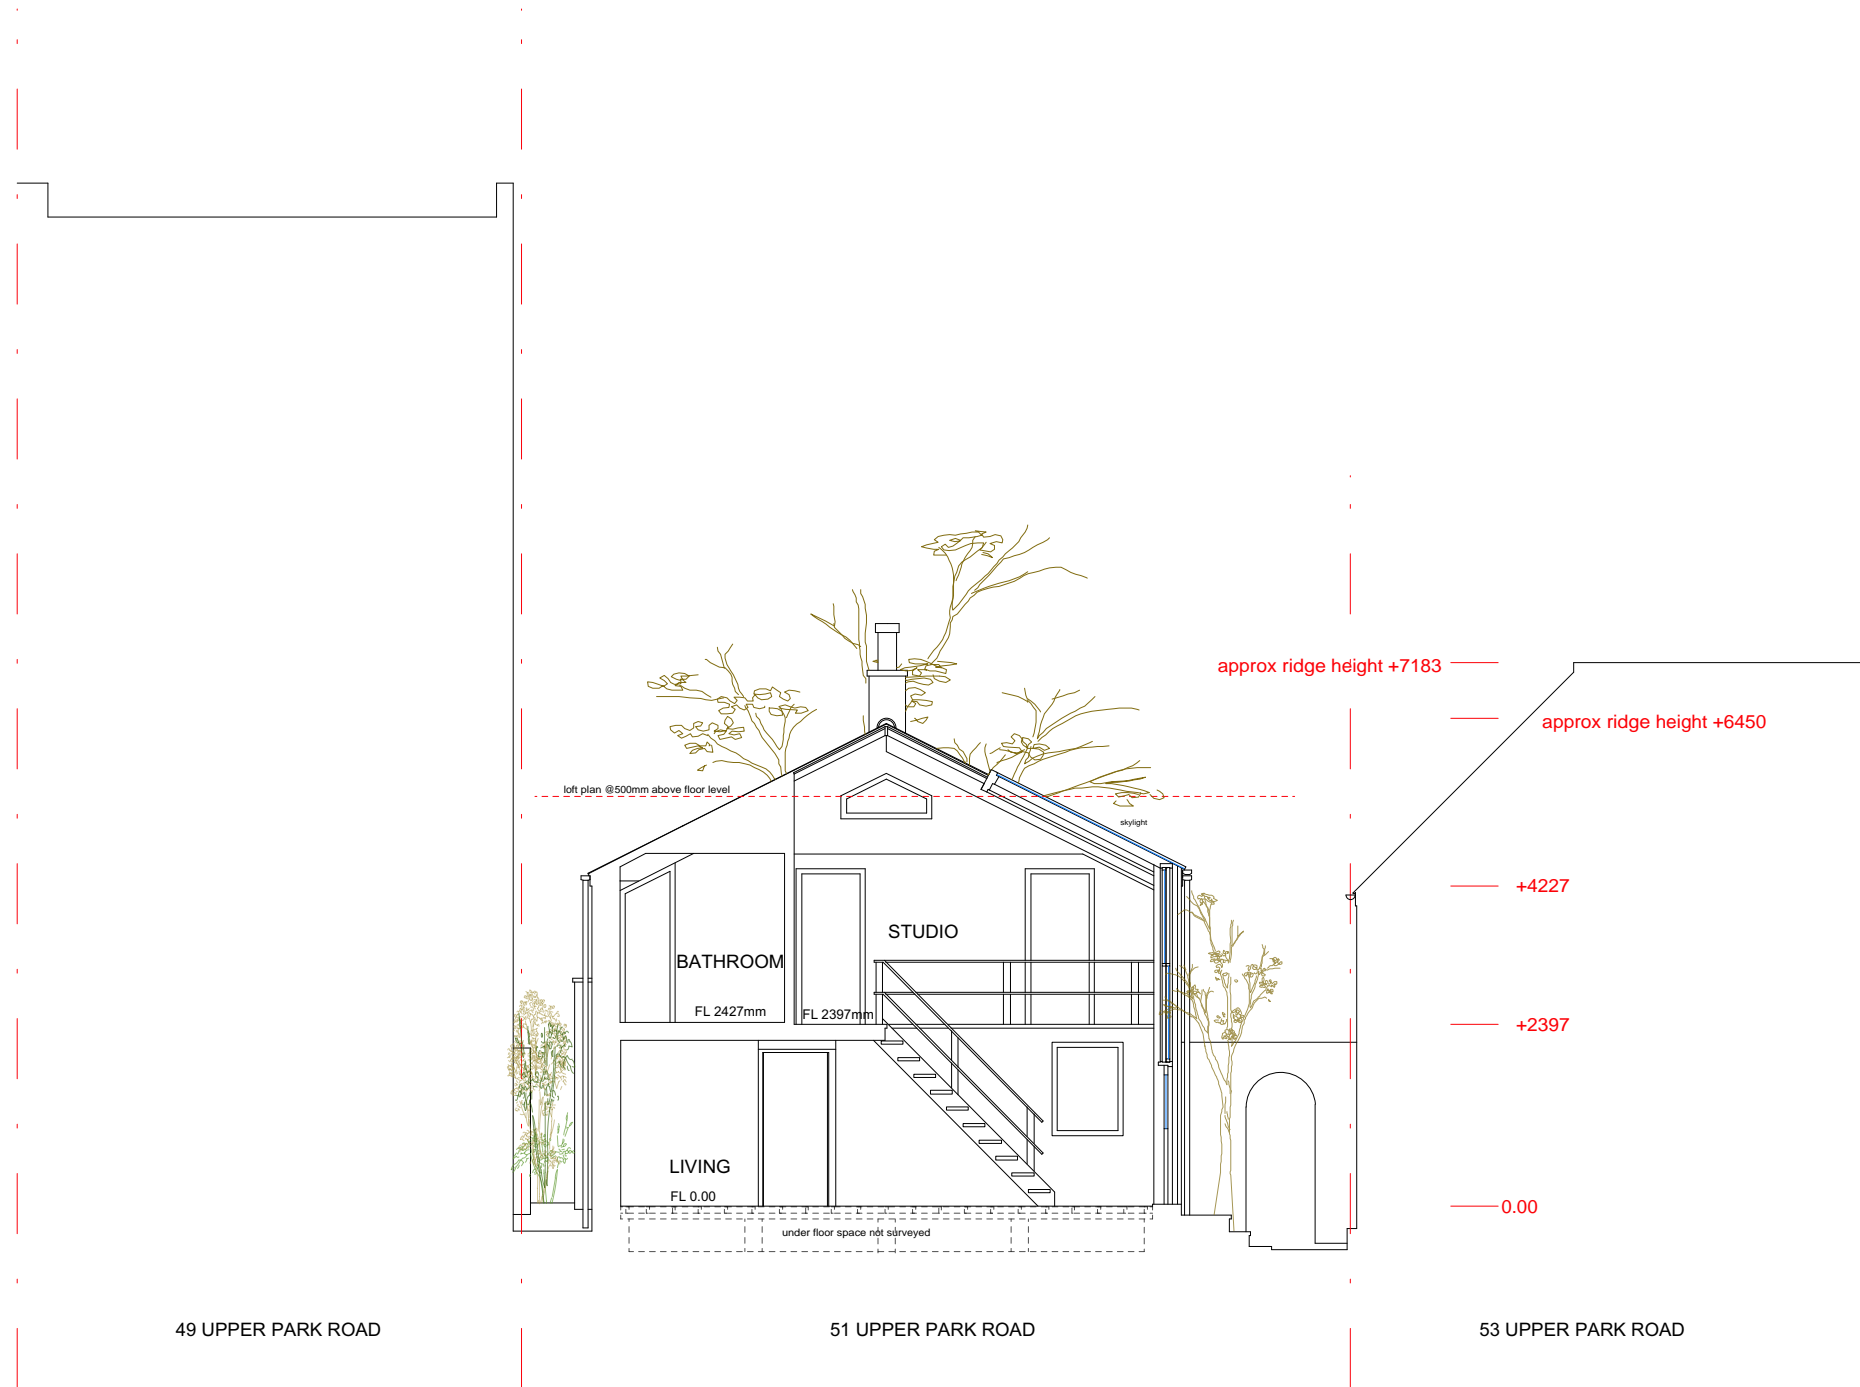 approx ridge height +7183
approx ridge height +6450
loft plan @500mm above floor level
skylight
+4227
STUDIO
BATHROOM
FL 2427mm
FL 2397mm
+2397
LIVING
FL 0.00
0.00
under floor space not surveyed
49 UPPER PARK ROAD
51 UPPER PARK ROAD
53 UPPER PARK ROAD